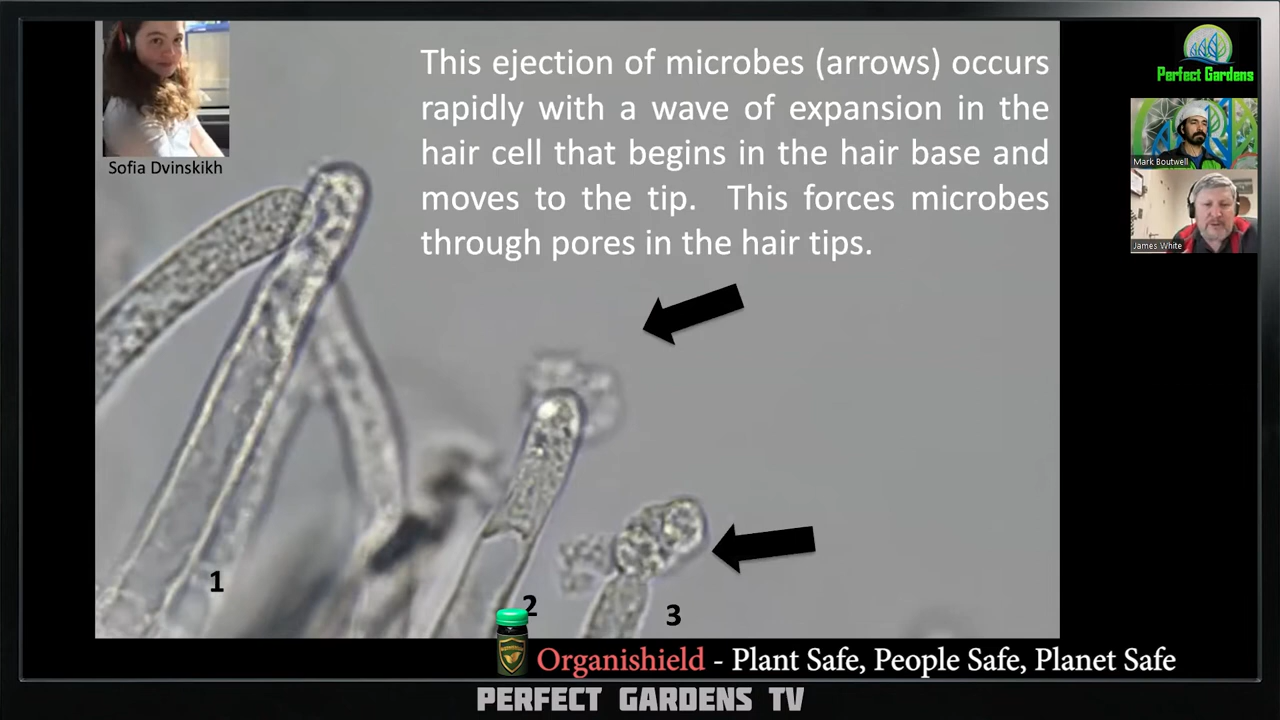 Sofia Dvinskikh
This ejection of microbes (arrows) occurs
rapidly with a wave of expansion in the
hair cell that begins in the hair base and
moves to the tip. This forces microbes
through pores in the hair tips.
Perfect Gardens
Mark Boutwell
James White
1
2
3
Organishield - Plant Safe, People Safe, Planet Safe
PERFECT GARDENS TV